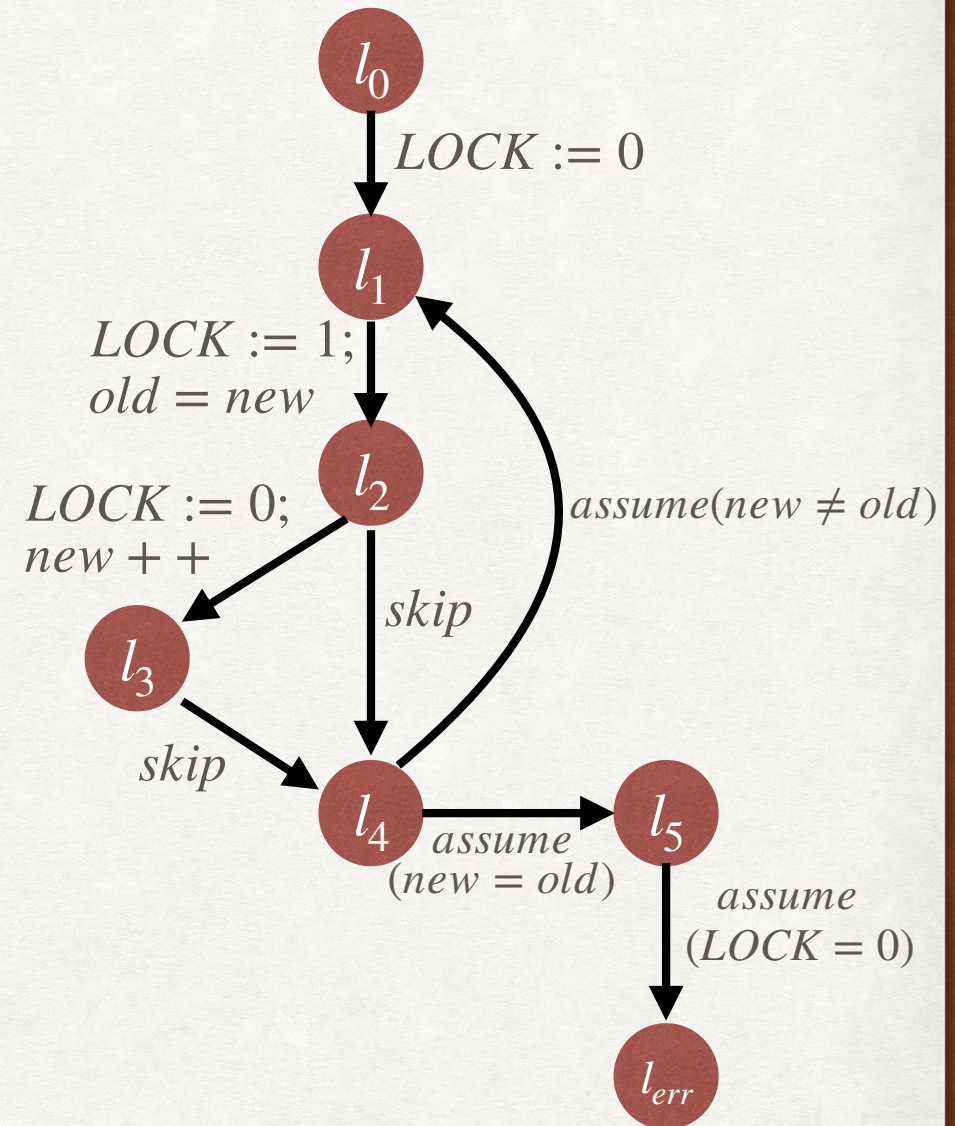 l₀
LOCK := 0
l₁
LOCK := 1;
old = new
l₂
LOCK := 0;
new + +
assume(new ≠ old)
skip
l₃
skip
l₄
l₅
assume
(new = old)
assume
(LOCK = 0)
lₑᵣᵣ